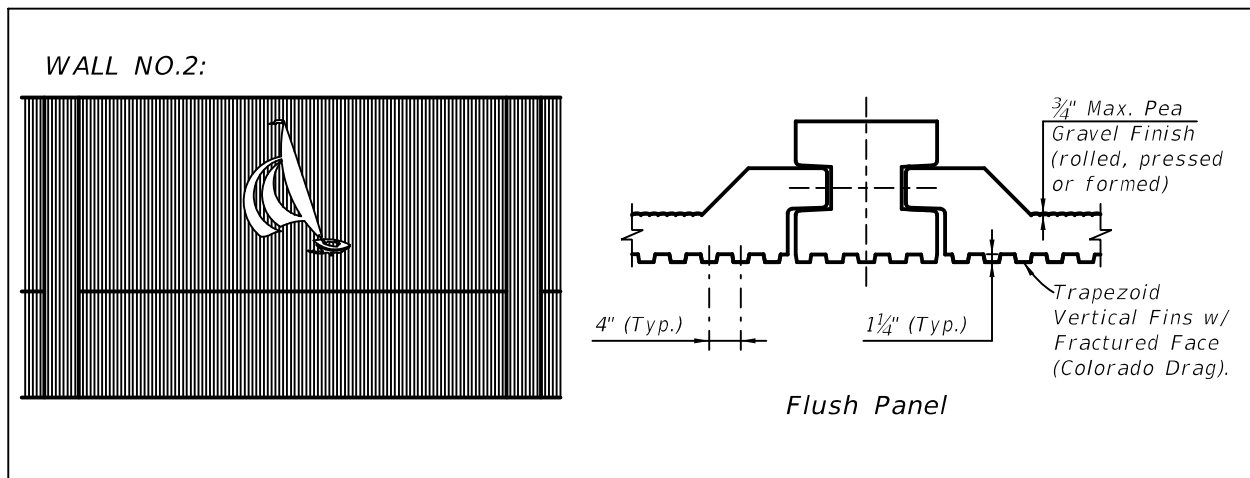 WALL NO.2:
¾" Max. Pea
Gravel Finish
(rolled, pressed
or formed)
4" (Typ.)
1¼" (Typ.)
Trapezoid
Vertical Fins w/
Fractured Face
(Colorado Drag).
Flush Panel